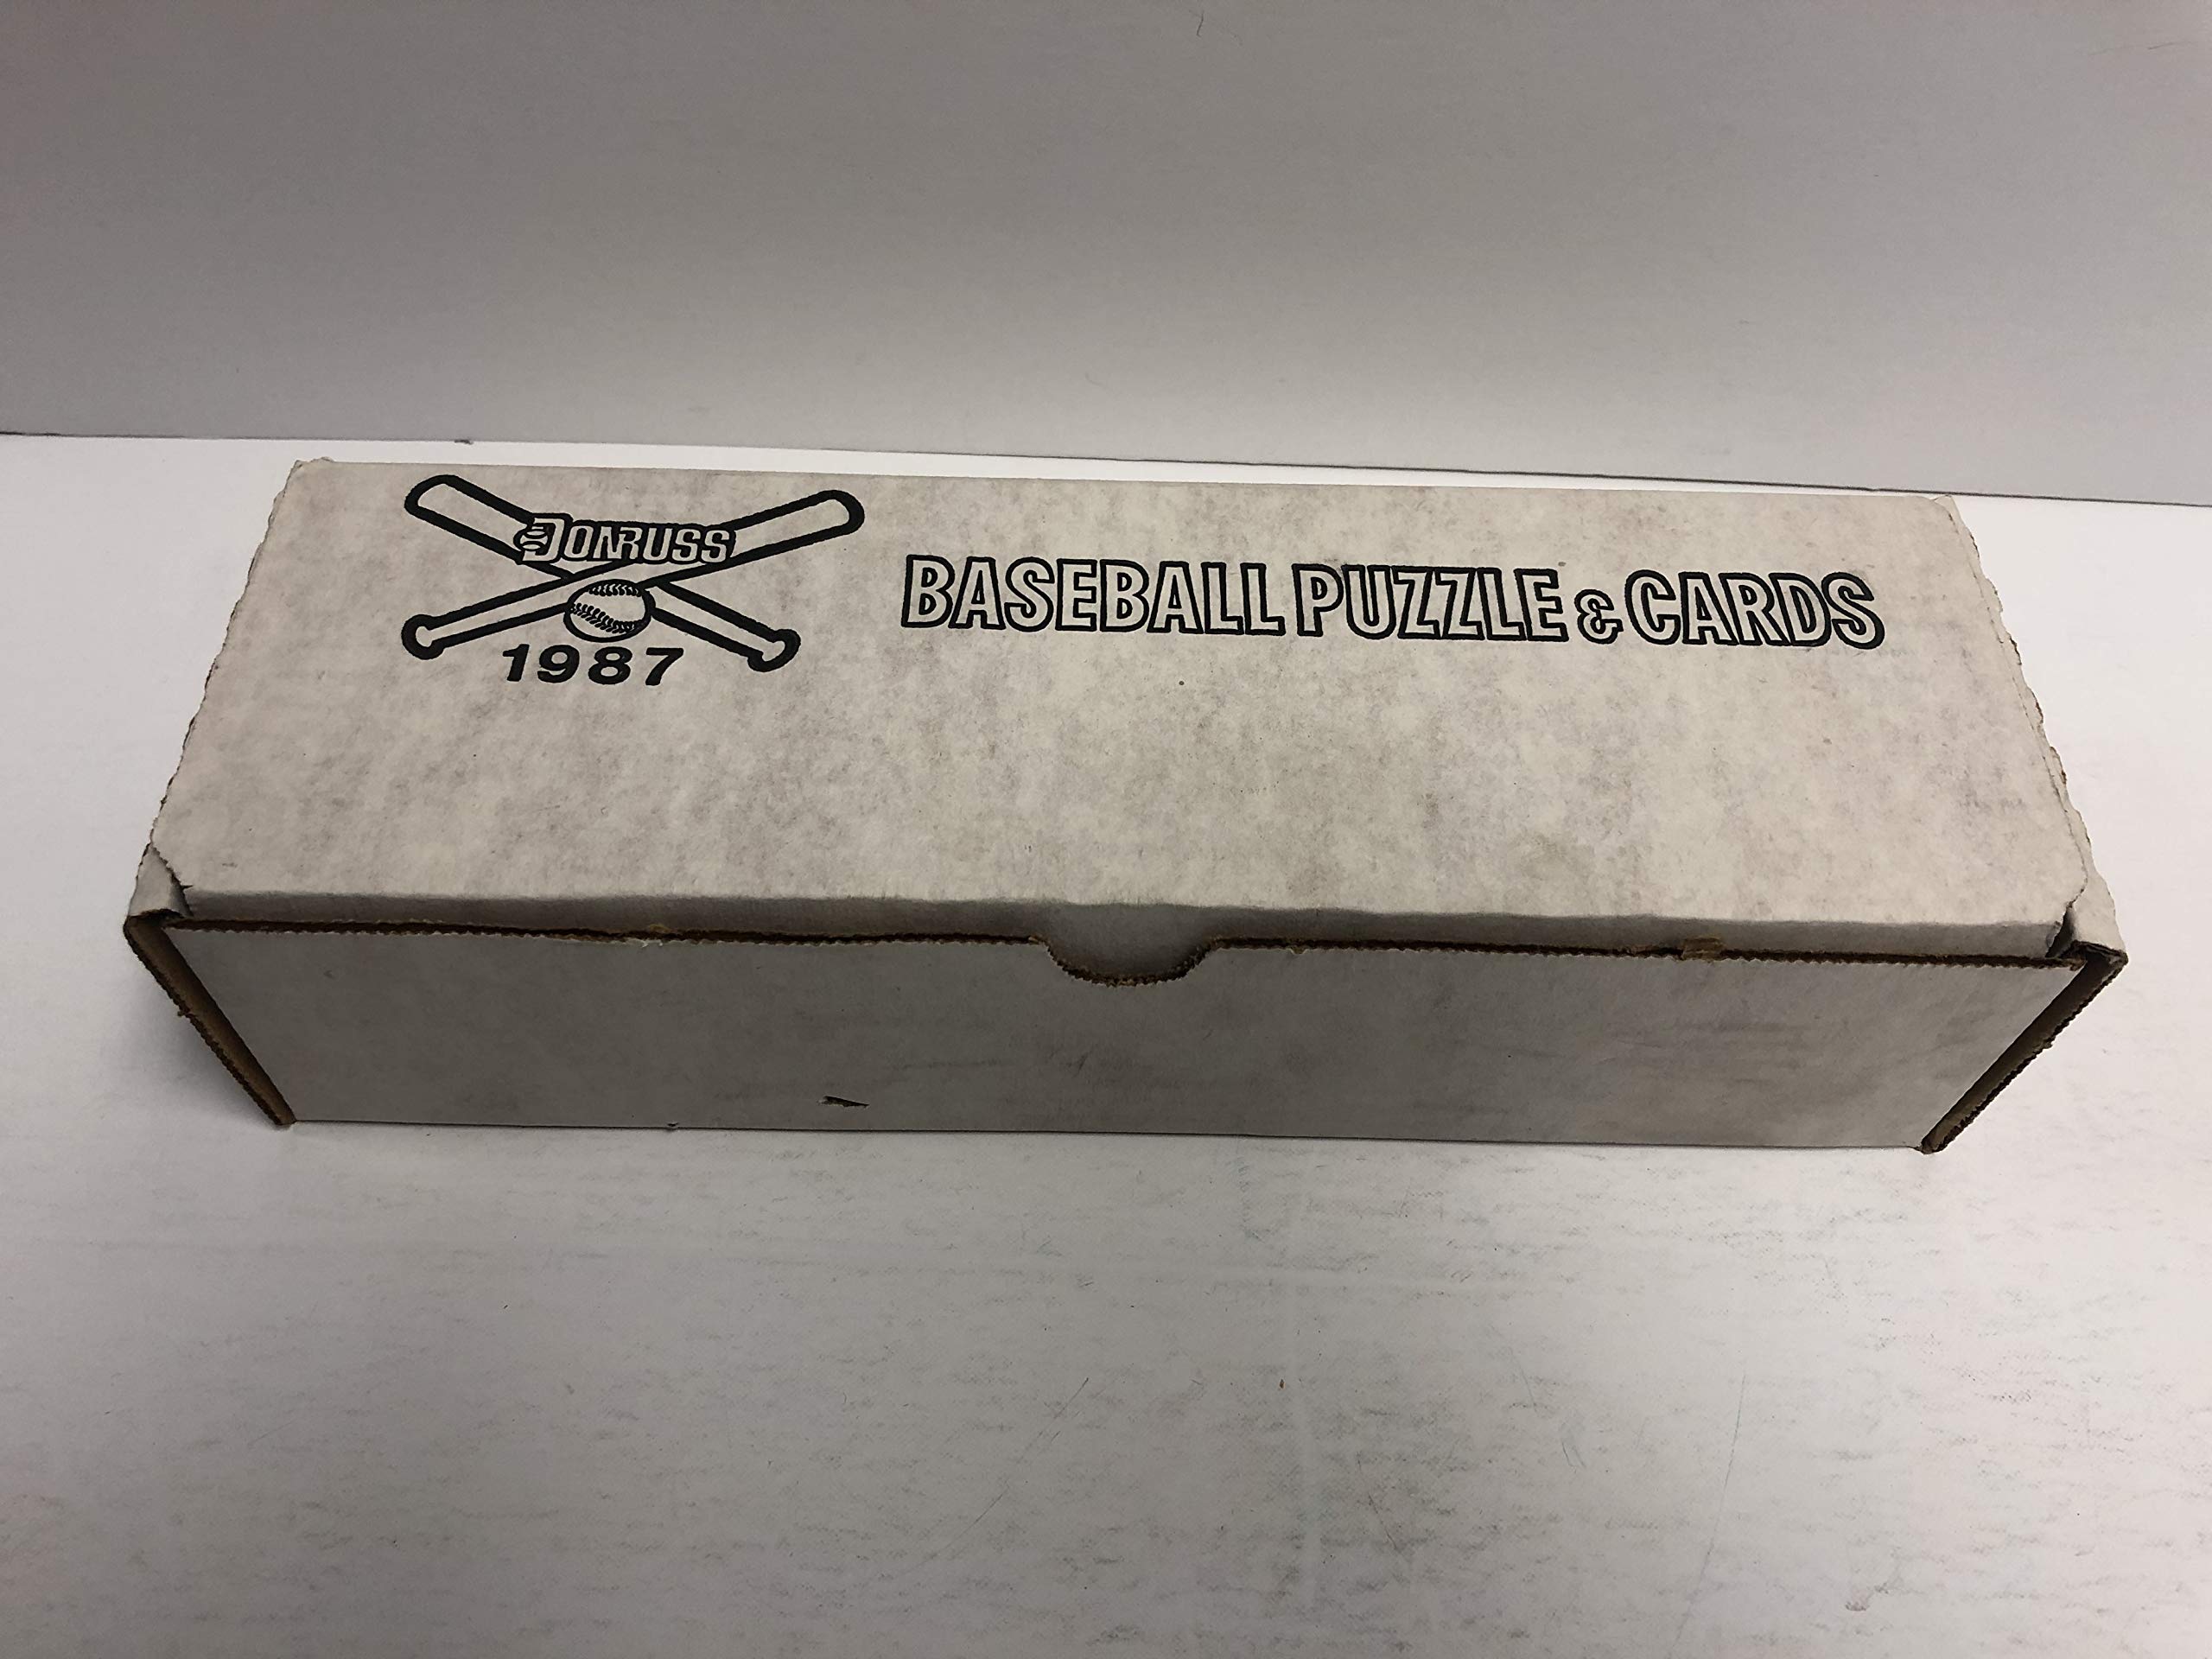 DONRUSS
1987
BASEBALL PUZZLE & CARDS